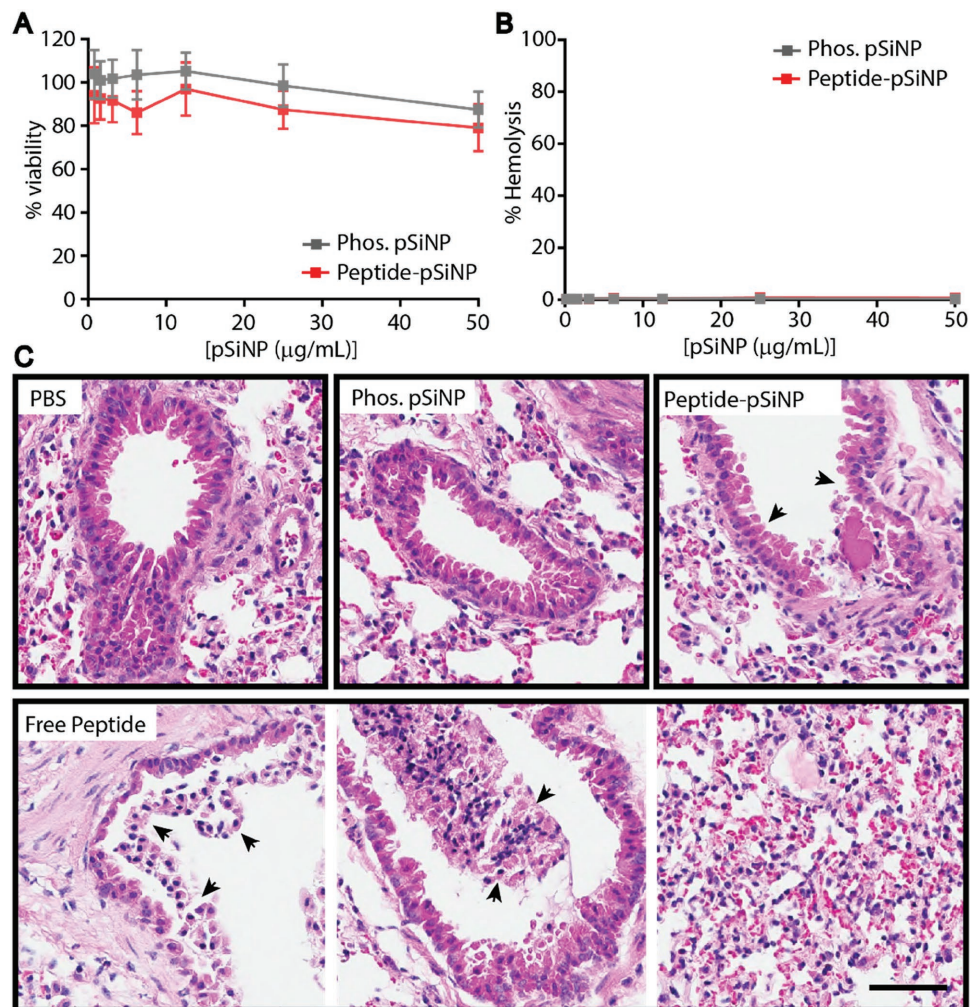 A
120
100
80
60
40
20
0
% viability
0 10 20 30 40 50
[pSiNP (μg/mL)]
Phos. pSiNP
Peptide-pSiNP
B
100
80
60
40
20
0
% Hemolysis
0 10 20 30 40 50
[pSiNP (μg/mL)]
Phos. pSiNP
Peptide-pSiNP
C
PBS
Phos. pSiNP
Peptide-pSiNP
Free Peptide